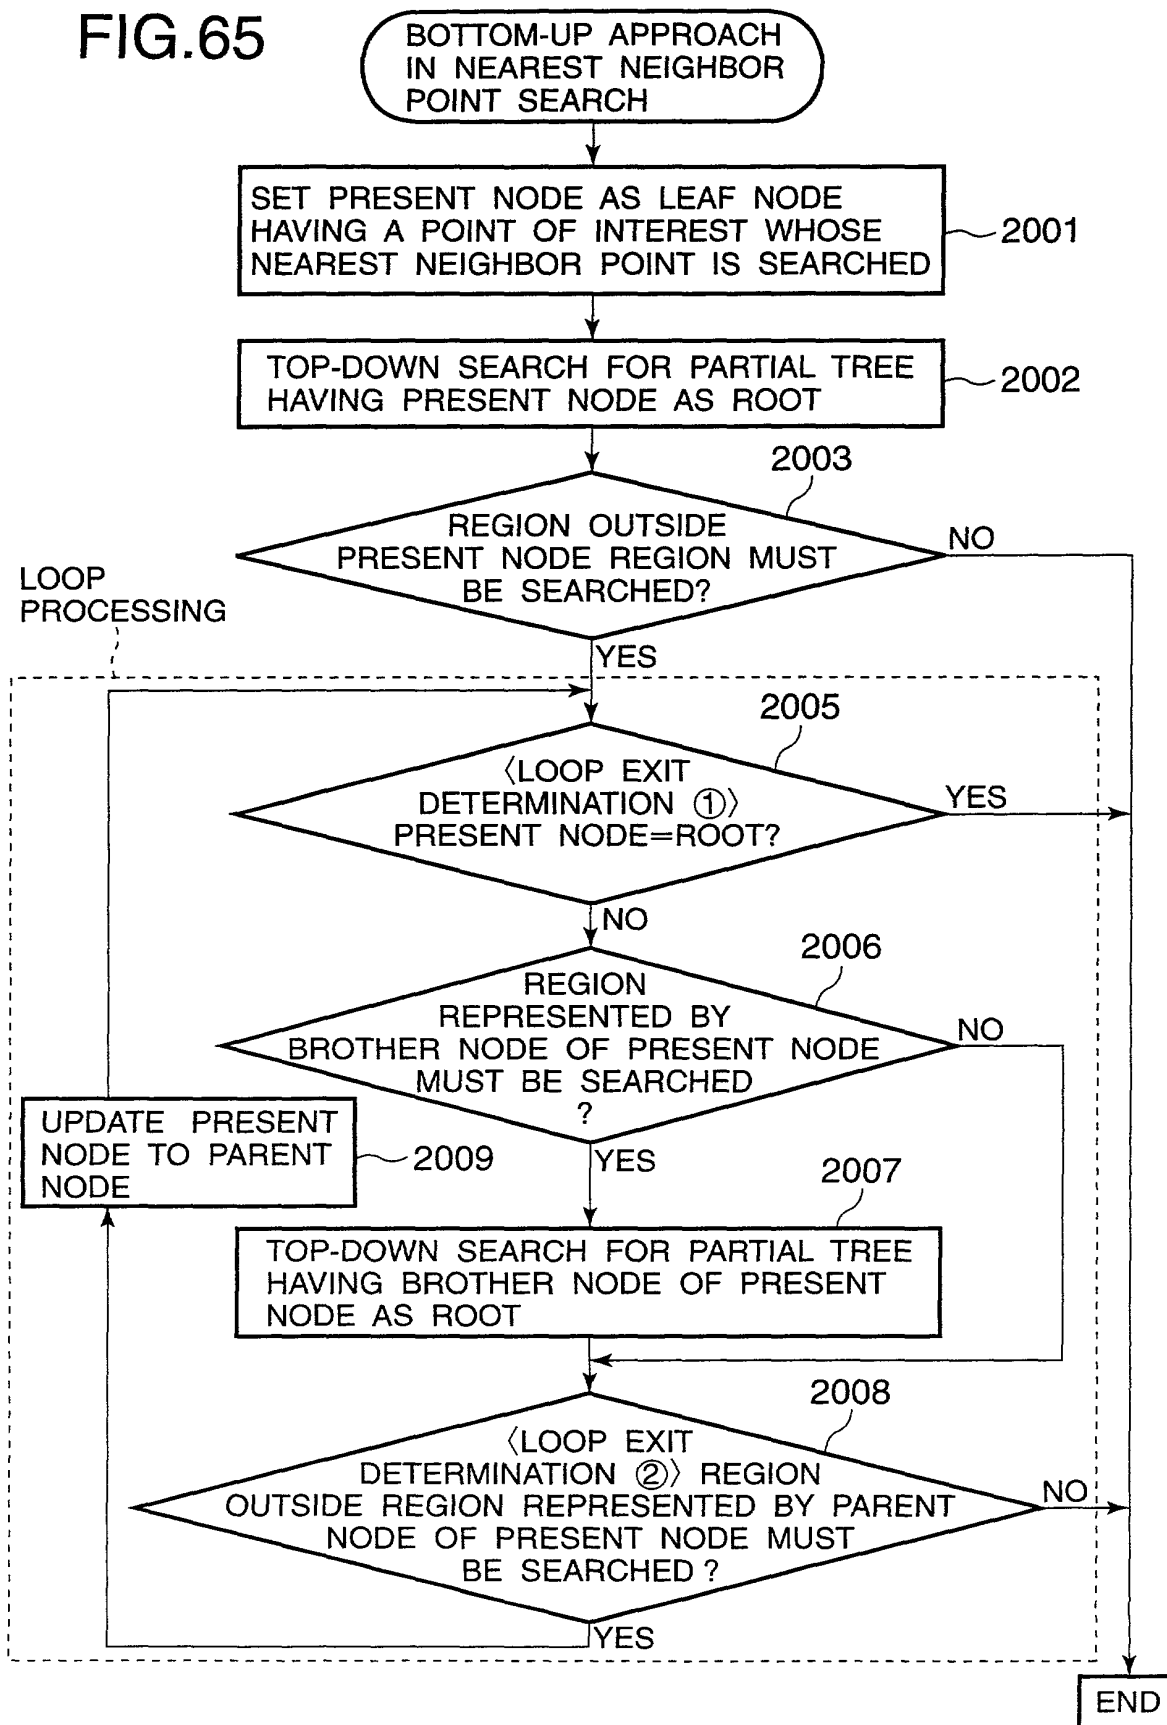 FIG.65
BOTTOM-UP APPROACH
IN NEAREST NEIGHBOR
POINT SEARCH
SET PRESENT NODE AS LEAF NODE
HAVING A POINT OF INTEREST WHOSE
NEAREST NEIGHBOR POINT IS SEARCHED
2001
TOP-DOWN SEARCH FOR PARTIAL TREE
HAVING PRESENT NODE AS ROOT
2002
2003
REGION OUTSIDE
PRESENT NODE REGION MUST
BE SEARCHED?
NO
YES
LOOP
PROCESSING
2005
〈LOOP EXIT
DETERMINATION ①〉
PRESENT NODE=ROOT?
YES
NO
2006
REGION
REPRESENTED BY
BROTHER NODE OF PRESENT NODE
MUST BE SEARCHED
?
NO
YES
UPDATE PRESENT
NODE TO PARENT
NODE
2009
2007
TOP-DOWN SEARCH FOR PARTIAL TREE
HAVING BROTHER NODE OF PRESENT
NODE AS ROOT
2008
〈LOOP EXIT
DETERMINATION ②〉 REGION
OUTSIDE REGION REPRESENTED BY PARENT
NODE OF PRESENT NODE MUST
BE SEARCHED ?
NO
YES
END